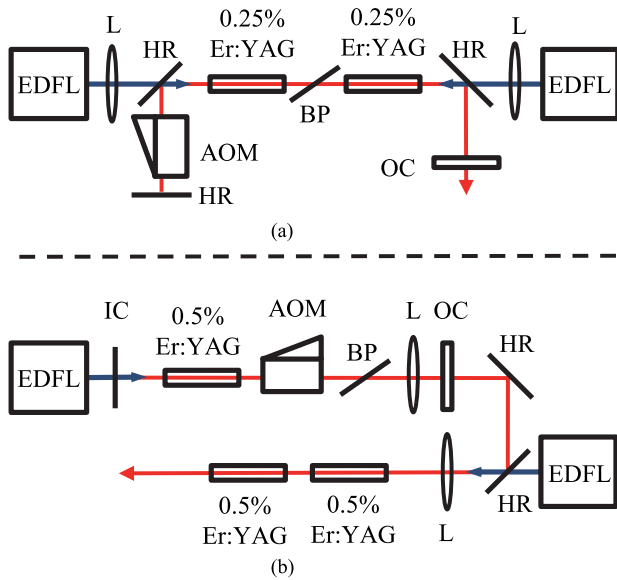 L
HR
0.25%
Er:YAG
0.25%
Er:YAG
HR
L
EDFL
EDFL
BP
AOM
OC
HR
(a)
IC
0.5%
Er:YAG
AOM
BP
L
OC
HR
EDFL
EDFL
HR
0.5%
Er:YAG
0.5%
Er:YAG
L
(b)